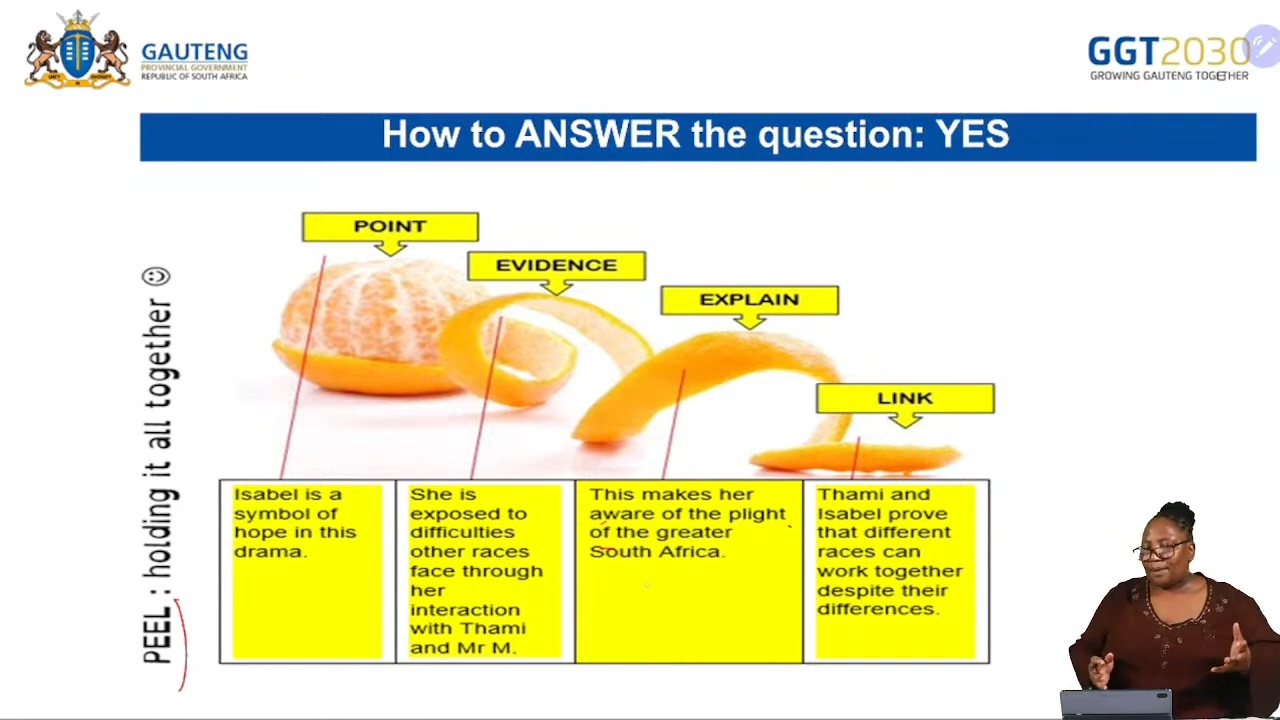 GAUTENG
PROVINCIAL GOVERNMENT
REPUBLIC OF SOUTH AFRICA
GGT2030
GROWING GAUTENG TOGETHER
How to ANSWER the question: YES
POINT
EVIDENCE
EXPLAIN
LINK
PEEL : holding it all together ☺
Isabel is a
symbol of
hope in this
drama.
She is
exposed to
difficulties
other races
face through
her
interaction
with Thami
and Mr M.
This makes her
aware of the plight
of the greater
South Africa.
Thami and
Isabel prove
that different
races can
work together
despite their
differences.